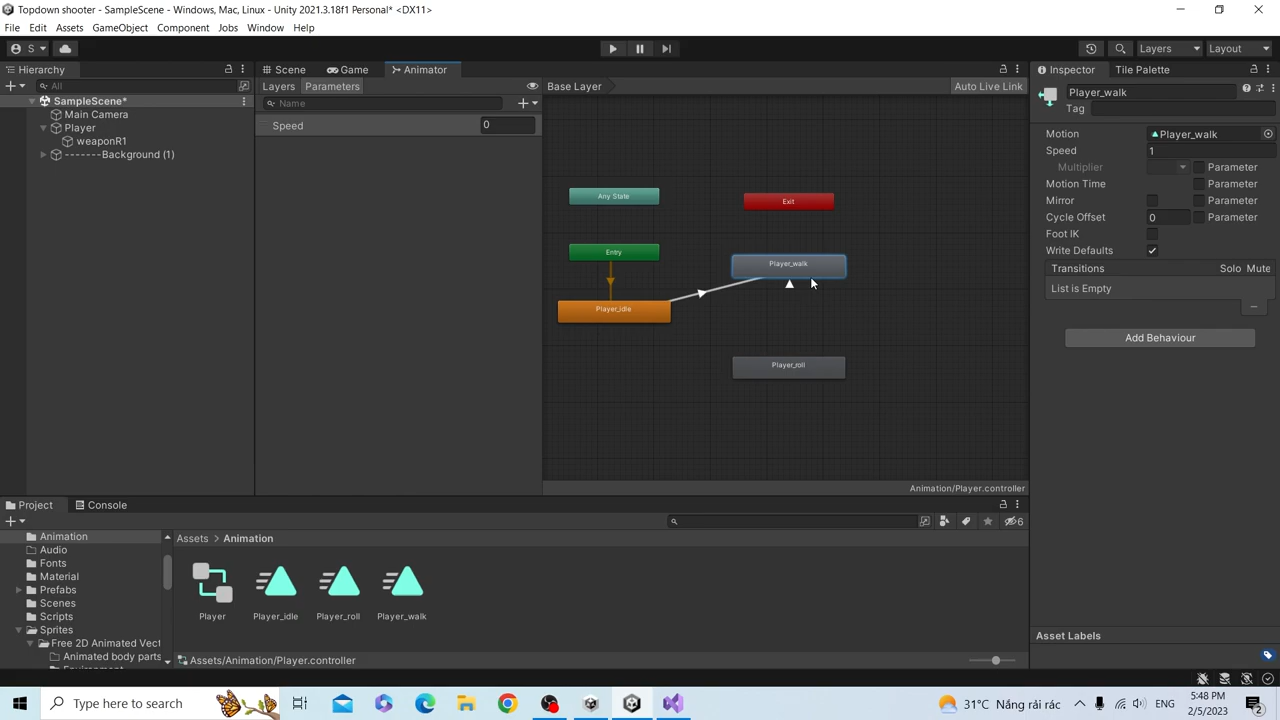 Topdown shooter - SampleScene - Windows, Mac, Linux - Unity 2021.3.18f1 Personal* <DX11>
File Edit Assets GameObject Component Jobs Window Help
S Layers Layout
Hierarchy
All
SampleScene*
Main Camera
Player
weaponR1
-------Background (1)
Scene Game Animator
Layers Parameters
Name
Speed 0
Base Layer Auto Live Link
Any State
Exit
Entry
Player_walk
Player_idle
Player_roll
Animation/Player.controller
Inspector Tile Palette
Player_walk
Tag
Motion Player_walk
Speed 1
Multiplier Parameter
Motion Time Parameter
Mirror Parameter
Cycle Offset 0 Parameter
Foot IK
Write Defaults
Transitions Solo Mute
List is Empty
Add Behaviour
Asset Labels
Project Console
6
Animation
Audio
Fonts
Material
Prefabs
Scenes
Scripts
Sprites
Free 2D Animated Vect
Animated body parts
Assets > Animation
Player Player_idle Player_roll Player_walk
Assets/Animation/Player.controller
Type here to search
31°C Nắng rải rác ENG
5:48 PM
2/5/2023
2